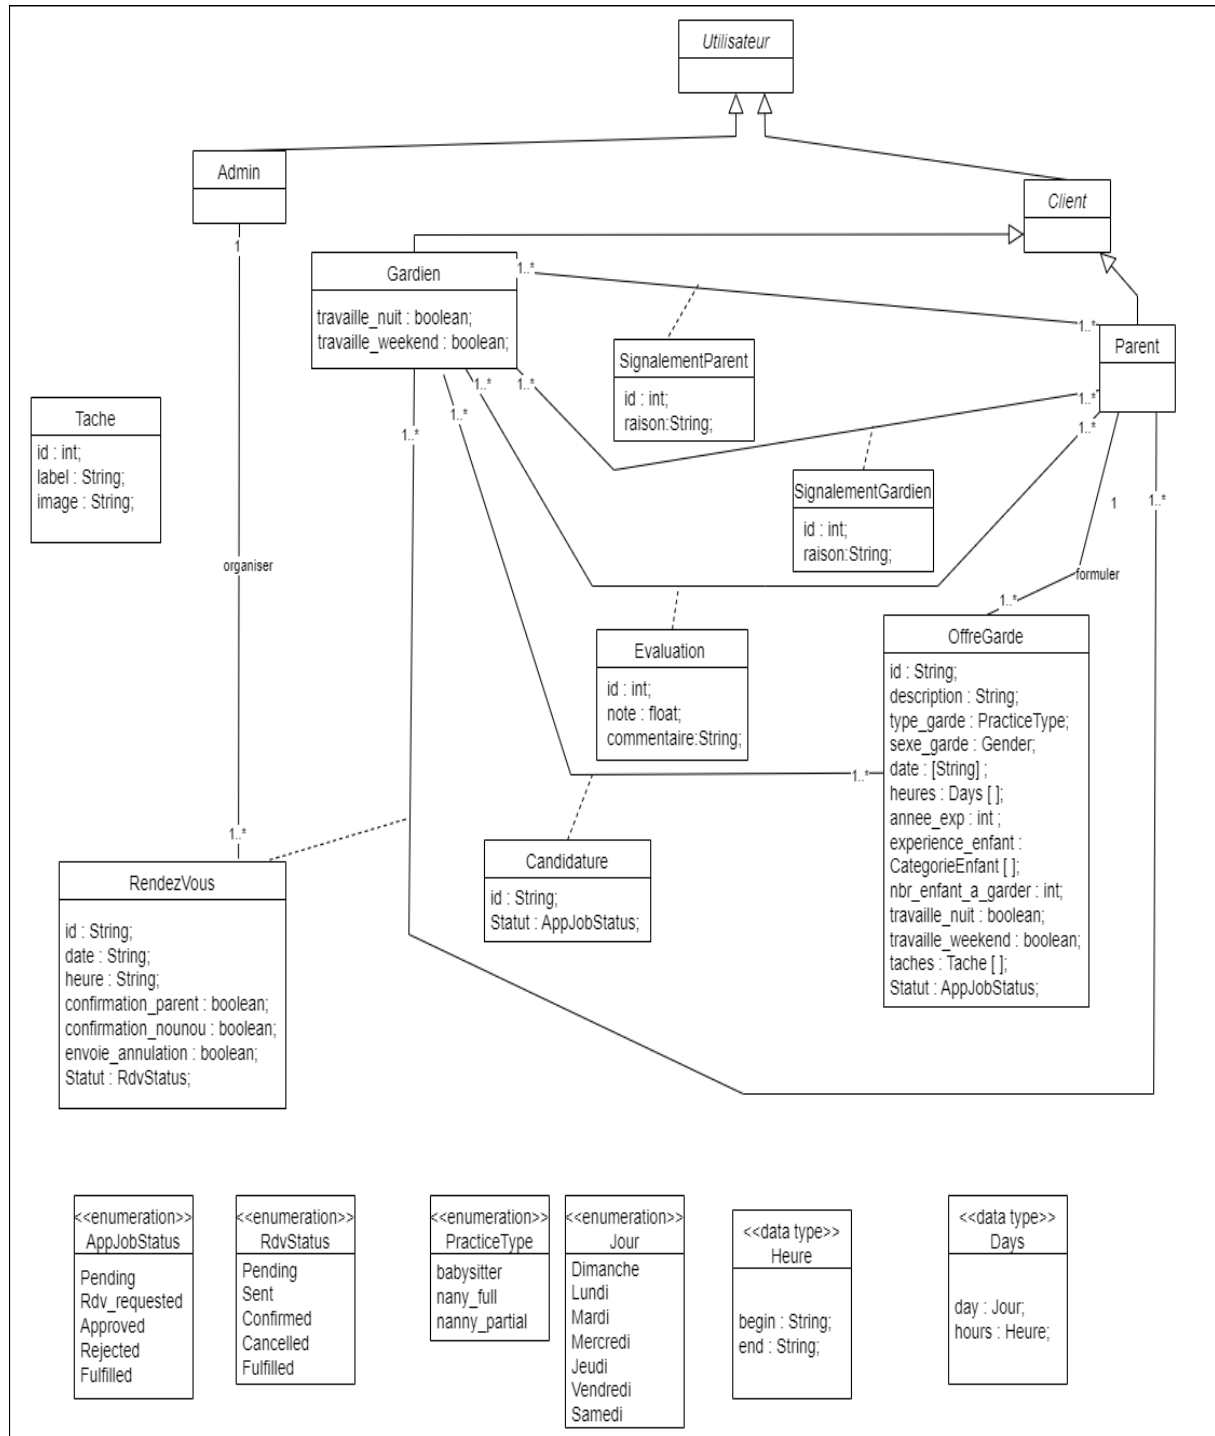 Utilisateur
Admin
Client
1
Gardien
travaille_nuit : boolean;
travaille_weekend : boolean;
1..*
1..*
Parent
SignalementParent
id : int;
raison:String;
1..*
1..*
1..*
1..*
1..*
1..*
Tache
id : int;
label : String;
image : String;
SignalementGardien
id : int;
raison:String;
1
1..*
organiser
formuler
1..*
OffreGarde
id : String;
description : String;
type_garde : PracticeType;
sexe_garde : Gender;
date : [String] ;
heures : Days [ ];
annee_exp : int ;
experience_enfant :
CategorieEnfant [ ];
nbr_enfant_a_garder : int;
travaille_nuit : boolean;
travaille_weekend : boolean;
taches : Tache [ ];
Statut : AppJobStatus;
Evaluation
id : int;
note : float;
commentaire:String;
1..*
1..*
Candidature
id : String;
Statut : AppJobStatus;
RendezVous
id : String;
date : String;
heure : String;
confirmation_parent : boolean;
confirmation_nounou : boolean;
envoie_annulation : boolean;
Statut : RdvStatus;
<<enumeration>>
AppJobStatus
Pending
Rdv_requested
Approved
Rejected
Fulfilled
<<enumeration>>
RdvStatus
Pending
Sent
Confirmed
Cancelled
Fulfilled
<<enumeration>>
PracticeType
babysitter
nany_full
nanny_partial
<<enumeration>>
Jour
Dimanche
Lundi
Mardi
Mercredi
Jeudi
Vendredi
Samedi
<<data type>>
Heure
begin : String;
end : String;
<<data type>>
Days
day : Jour;
hours : Heure;